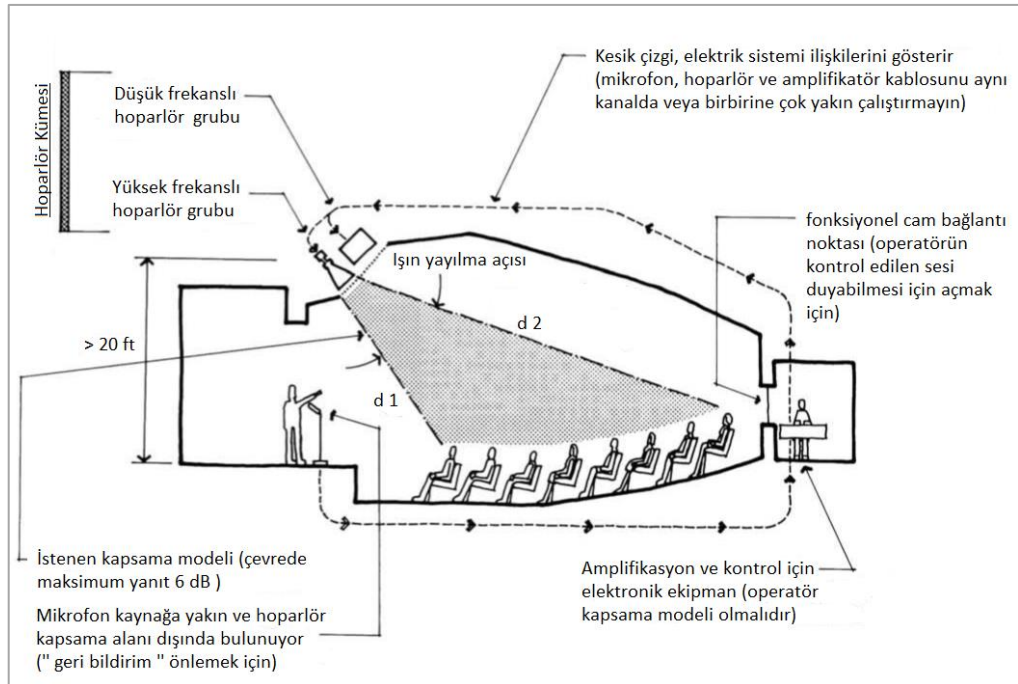 Hoparlör Kümesi
Düşük frekanslı
hoparlör grubu
Yüksek frekanslı
hoparlör grubu
Kesik çizgi, elektrik sistemi ilişkilerini gösterir
(mikrofon, hoparlör ve amplifikatör kablosunu aynı
kanalda veya birbirine çok yakın çalıştırmayın)
fonksiyonel cam bağlantı
noktası (operatörün
kontrol edilen sesi
duyabilmesi için açmak
için)
Işın yayılma açısı
d 2
> 20 ft
d 1
İstenen kapsama modeli (çevrede
maksimum yanıt 6 dB )
Mikrofon kaynağa yakın ve hoparlör
kapsama alanı dışında bulunuyor
(" geri bildirim " önlemek için)
Amplifikasyon ve kontrol için
elektronik ekipman (operatör
kapsama modeli olmalıdır)